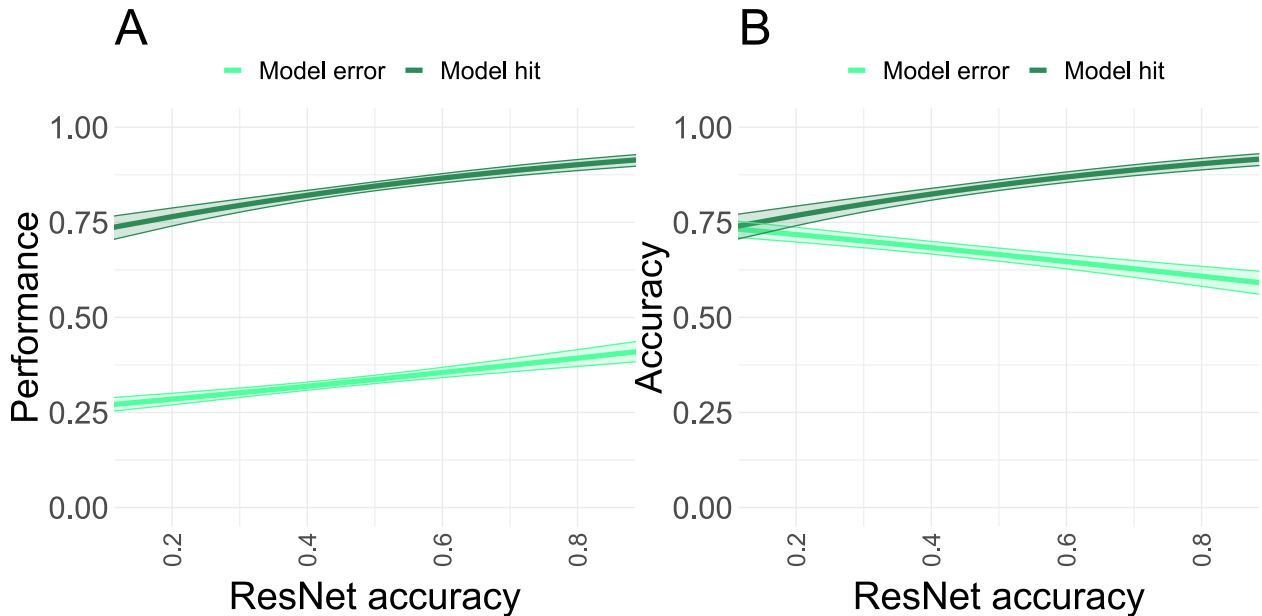 A
Model error Model hit
Performance
1.00
0.75
0.50
0.25
0.00
0.2 0.4 0.6 0.8
ResNet accuracy
B
Model error Model hit
Accuracy
1.00
0.75
0.50
0.25
0.00
0.2 0.4 0.6 0.8
ResNet accuracy